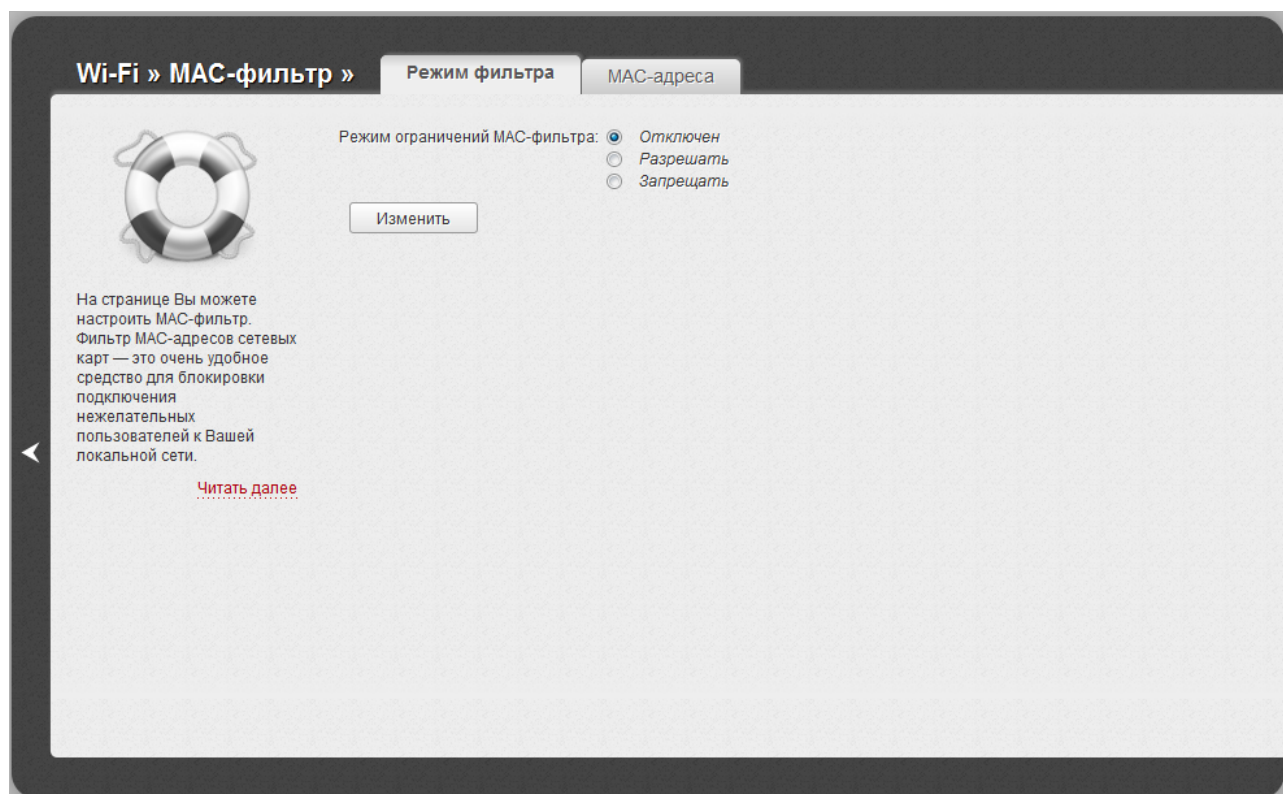 Wi-Fi » MAC-фильтр »
Режим фильтра
MAC-адреса
Режим ограничений MAC-фильтра:
Отключен
Разрешать
Запрещать
Изменить
На странице Вы можете
настроить MAC-фильтр.
Фильтр MAC-адресов сетевых
карт — это очень удобное
средство для блокировки
подключения
нежелательных
пользователей к Вашей
локальной сети.
Читать далее